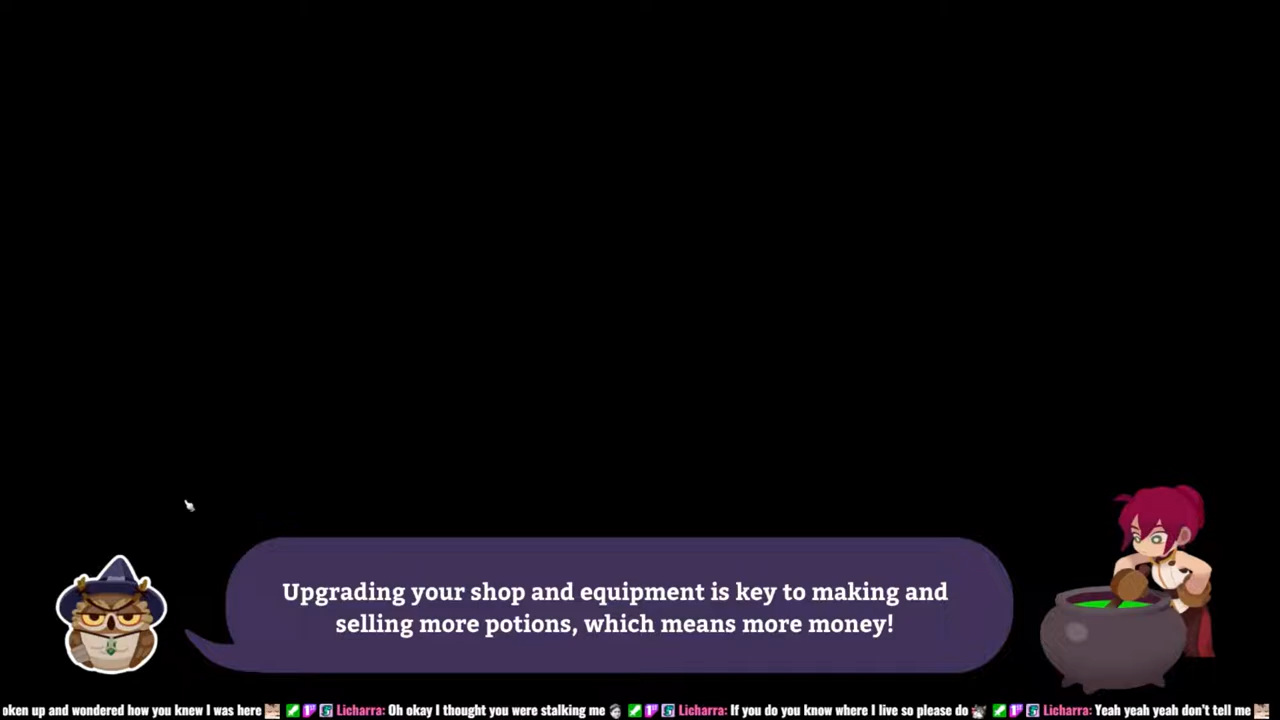 Upgrading your shop and equipment is key to making and
selling more potions, which means more money!
oken up and wondered how you knew I was here Licharra: Oh okay I thought you were stalking me Licharra: If you do you know where I live so please do Licharra: Yeah yeah yeah don't tell me